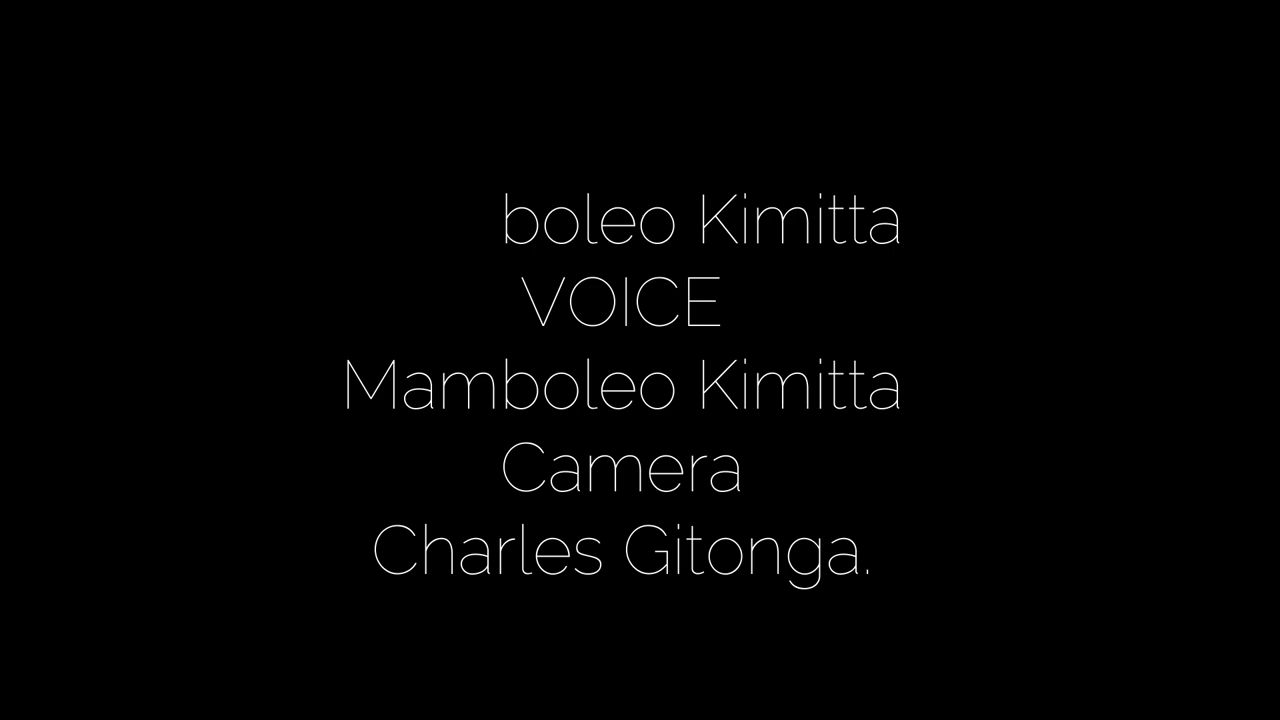 boleo Kimitta
VOICE
Mamboleo Kimitta
Camera
Charles Gitonga.